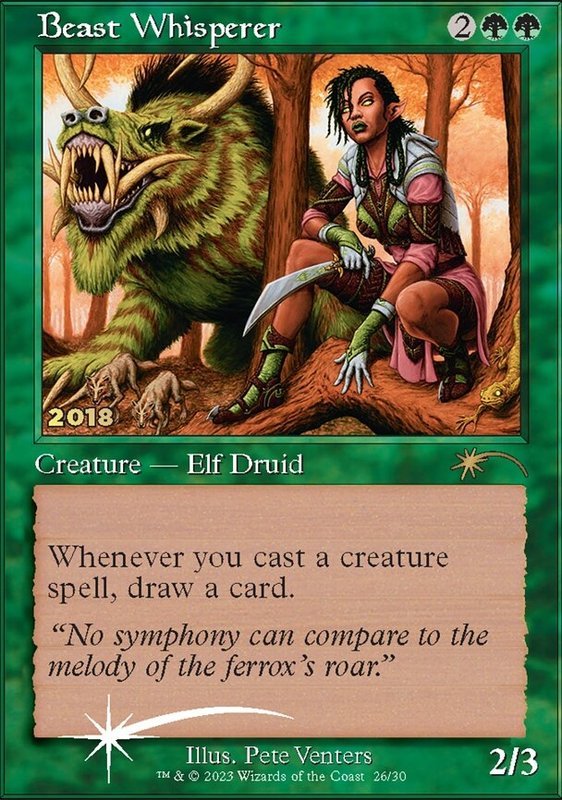 Beast Whisperer 2
2018
Creature — Elf Druid
Whenever you cast a creature
spell, draw a card.
“No symphony can compare to the
melody of the ferrox’s roar.”
Illus. Pete Venters
™ & © 2023 Wizards of the Coast 26/30
2/3